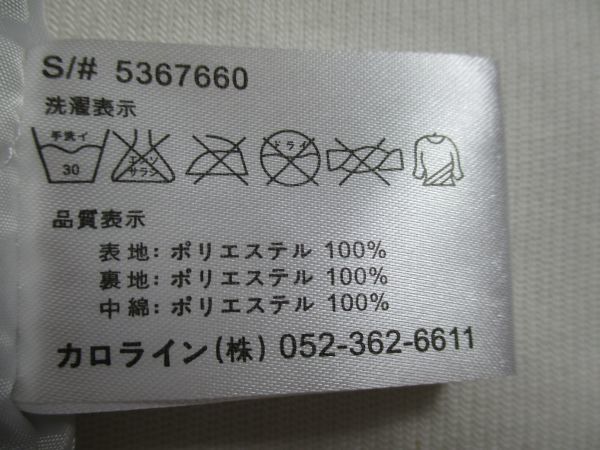 S/# 5367660
洗濯表示
手洗イ 30 エンソ サラシ ドライ
品質表示
表地: ポリエステル 100%
裏地: ポリエステル 100%
中綿: ポリエステル 100%
カロライン(株) 052-362-6611